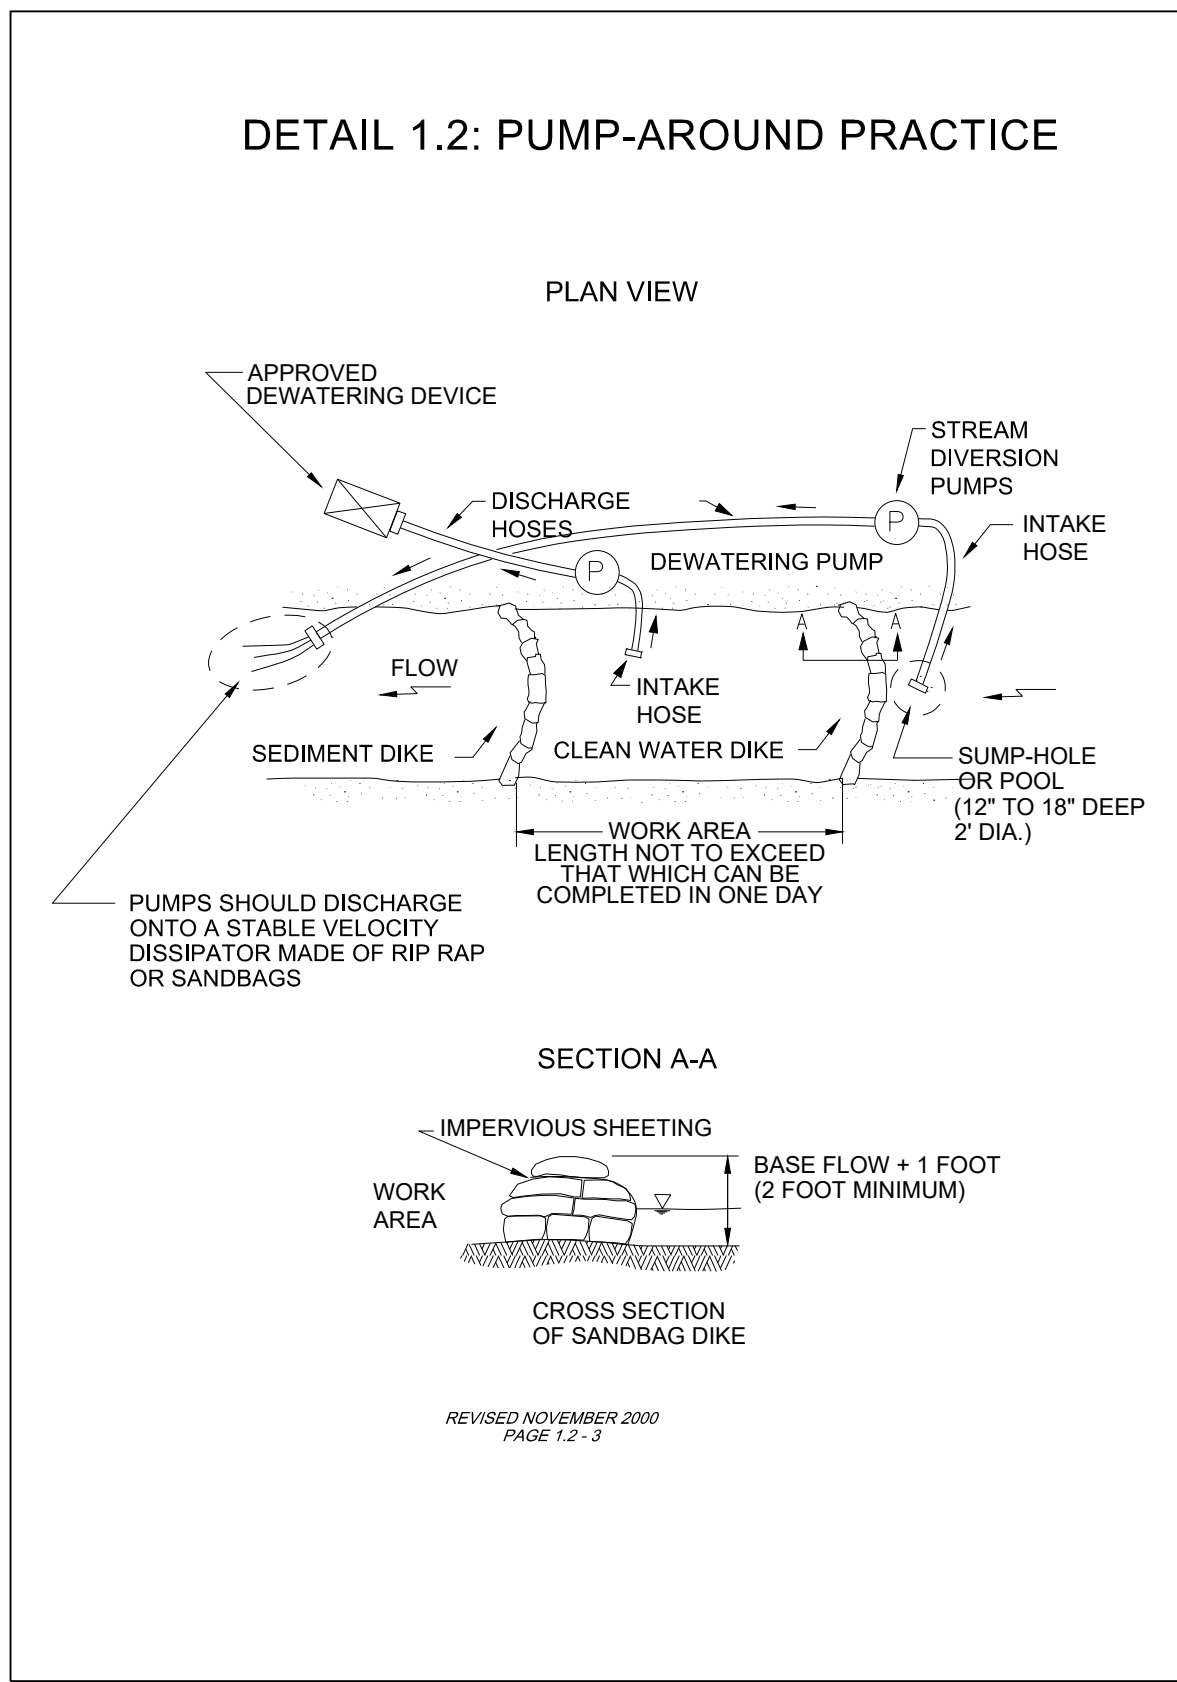 DETAIL 1.2: PUMP-AROUND PRACTICE
PLAN VIEW
APPROVED
DEWATERING DEVICE
STREAM
DIVERSION
PUMPS
DISCHARGE
HOSES
P
INTAKE
HOSE
P
DEWATERING PUMP
A
A
FLOW
INTAKE
HOSE
SEDIMENT DIKE
CLEAN WATER DIKE
SUMP-HOLE
OR POOL
(12" TO 18" DEEP
2' DIA.)
WORK AREA
LENGTH NOT TO EXCEED
THAT WHICH CAN BE
COMPLETED IN ONE DAY
PUMPS SHOULD DISCHARGE
ONTO A STABLE VELOCITY
DISSIPATOR MADE OF RIP RAP
OR SANDBAGS
SECTION A-A
IMPERVIOUS SHEETING
BASE FLOW + 1 FOOT
(2 FOOT MINIMUM)
WORK
AREA
CROSS SECTION
OF SANDBAG DIKE
REVISED NOVEMBER 2000
PAGE 1.2 - 3